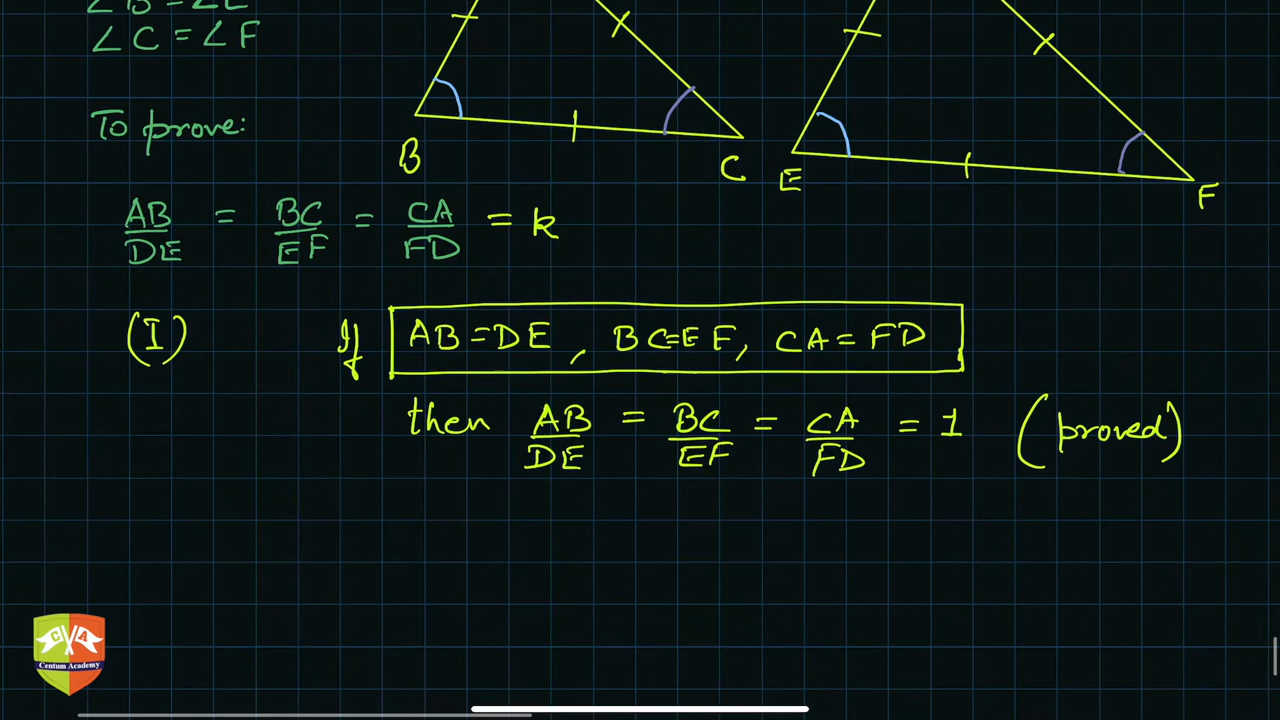 ∠B = ∠E
∠C = ∠F
To prove:
B
C
E
F
AB/DE = BC/EF = CA/FD = k
(I) If AB = DE, BC = EF, CA = FD
then AB/DE = BC/EF = CA/FD = 1 (proved)
C A
Centum Academy